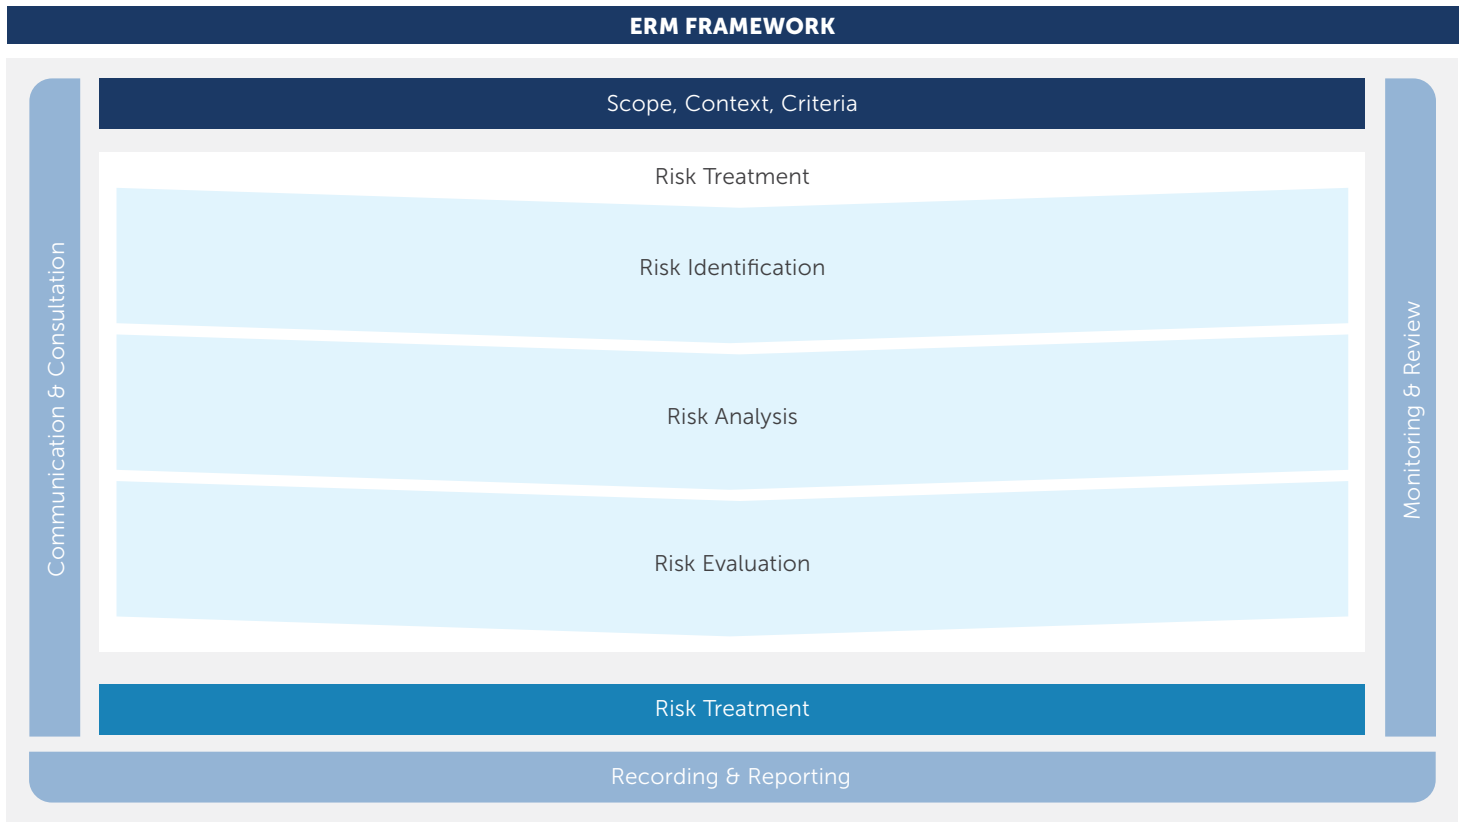 ERM FRAMEWORK
Scope, Context, Criteria
Communication & Consultation
Risk Treatment
Risk Identification
Risk Analysis
Risk Evaluation
Monitoring & Review
Risk Treatment
Recording & Reporting